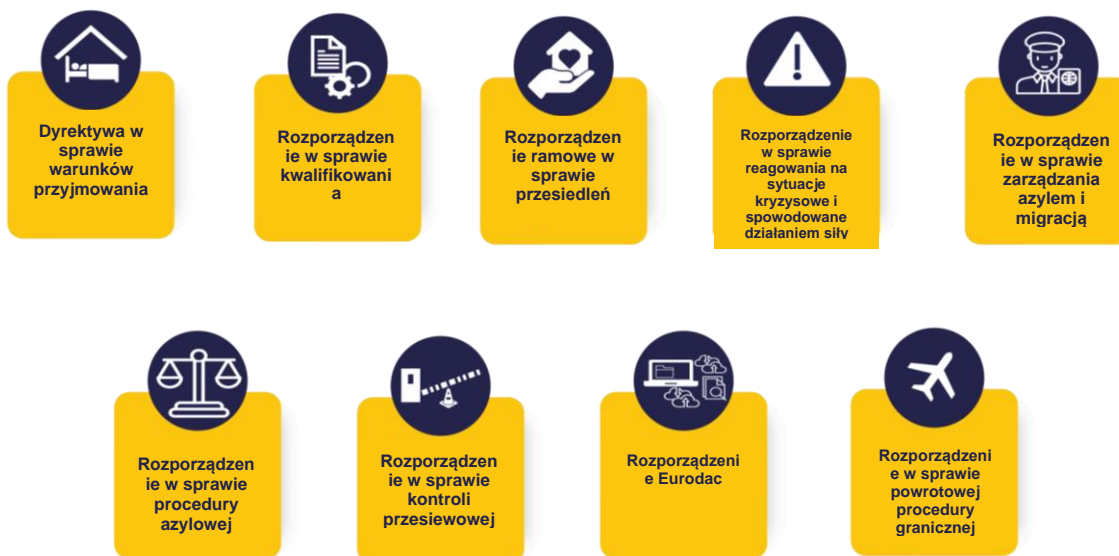 Dyrektywa w
sprawie
warunków
przyjmowania
Rozporządzen
ie w sprawie
kwalifikowani
a
Rozporządzen
ie ramowe w
sprawie
przesiedleń
Rozporządzenie
w sprawie
reagowania na
sytuacje
kryzysowe i
spowodowane
działaniem siły
Rozporządzen
ie w sprawie
zarządzania
azylem i
migracją
Rozporządzen
ie w sprawie
procedury
azylowej
Rozporządzen
ie w sprawie
kontroli
przesiewowej
Rozporządzeni
e Eurodac
Rozporządzeni
e w sprawie
powrotowej
procedury
granicznej